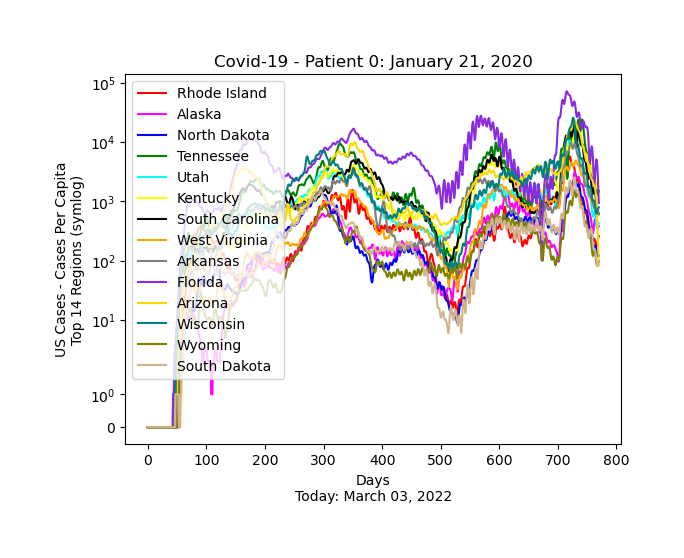 Covid-19 - Patient 0: January 21, 2020
US Cases - Cases Per Capita
Top 14 Regions (symlog)
10⁵
10⁴
10³
10²
10¹
10⁰
0
Rhode Island
Alaska
North Dakota
Tennessee
Utah
Kentucky
South Carolina
West Virginia
Arkansas
Florida
Arizona
Wisconsin
Wyoming
South Dakota
0 100 200 300 400 500 600 700 800
Days
Today: March 03, 2022